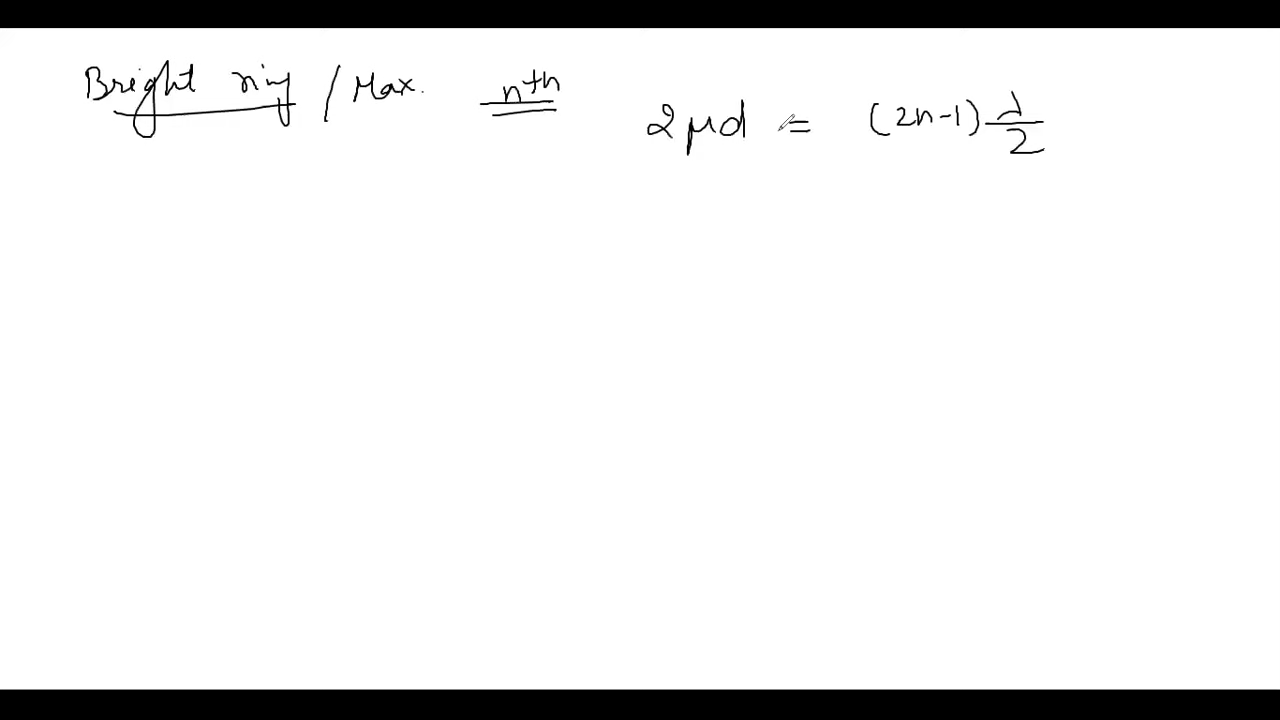 Bright ring / Max. nth
2μd = (2n-1) λ/2